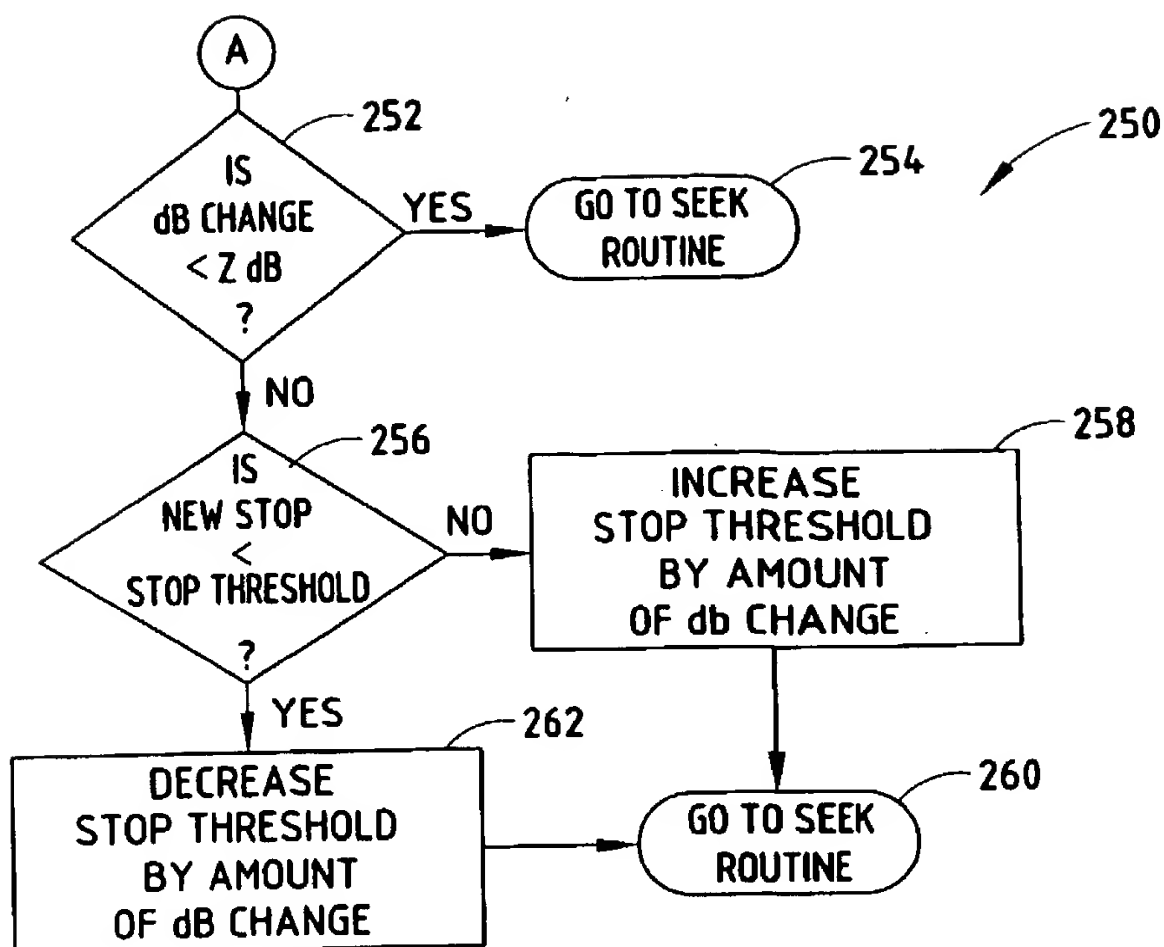 A
252
IS
dB CHANGE
< Z dB
?
YES
254
GO TO SEEK
ROUTINE
250
NO
256
IS
NEW STOP
<
STOP THRESHOLD
?
NO
258
INCREASE
STOP THRESHOLD
BY AMOUNT
OF db CHANGE
YES
262
DECREASE
STOP THRESHOLD
BY AMOUNT
OF dB CHANGE
260
GO TO SEEK
ROUTINE